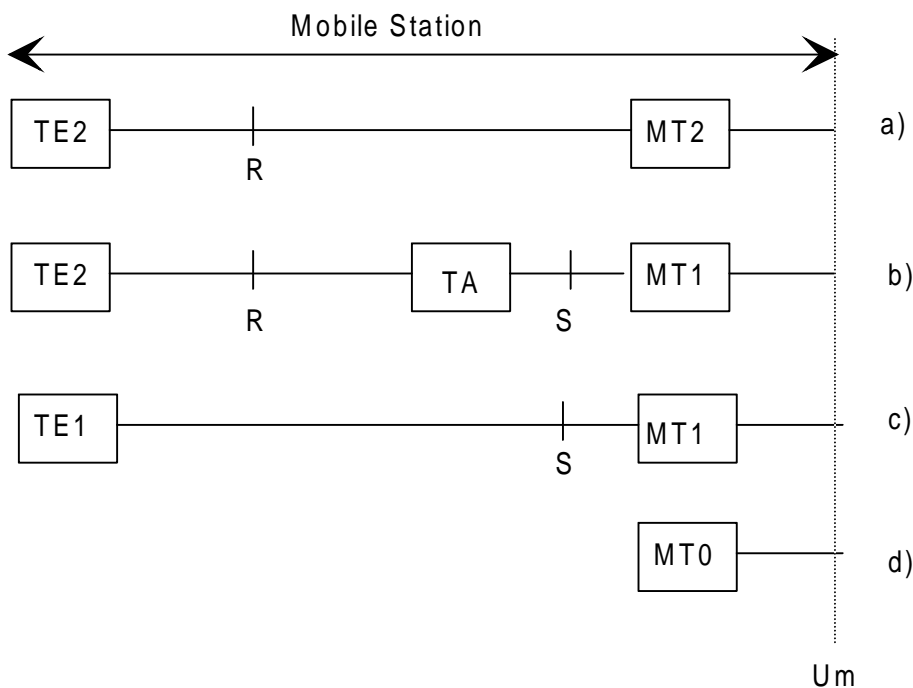 Mobile Station
TE2 MT2 a)
R
TE2 TA MT1 b)
R S
TE1 MT1 c)
S
MT0 d)
Um